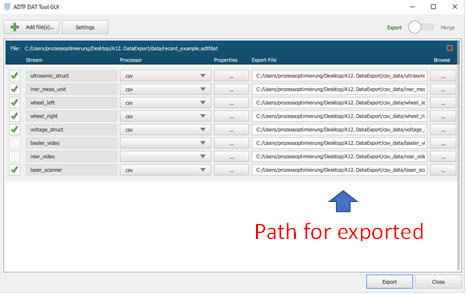 ADTF DAT Tool GUI
Add file(s)... Settings Export Merge
File: C:/Users/prozessoptimierung/Desktop/A12. DataExport/data/record_example.adtfdat
Stream Processor Properties Export-File Browse
ultrasonic_struct csv ... C:/Users/prozessoptimierung/Desktop/A12. DataExport/csv_data/ultrasoni ...
iner_meas_unit csv ... C:/Users/prozessoptimierung/Desktop/A12. DataExport/csv_data/iner_mea ...
wheel_left csv ... C:/Users/prozessoptimierung/Desktop/A12. DataExport/csv_data/wheel_le ...
wheel_right csv ... C:/Users/prozessoptimierung/Desktop/A12. DataExport/csv_data/wheel_ri ...
voltage_struct csv ... C:/Users/prozessoptimierung/Desktop/A12. DataExport/csv_data/voltage_ ...
basler_video ... C:/Users/prozessoptimierung/Desktop/A12. DataExport/csv_data/basler_vi ...
rear_video ... C:/Users/prozessoptimierung/Desktop/A12. DataExport/csv_data/rear_vide ...
laser_scanner csv ... C:/Users/prozessoptimierung/Desktop/A12. DataExport/csv_data/laser_sca ...
Path for exported
Export Close